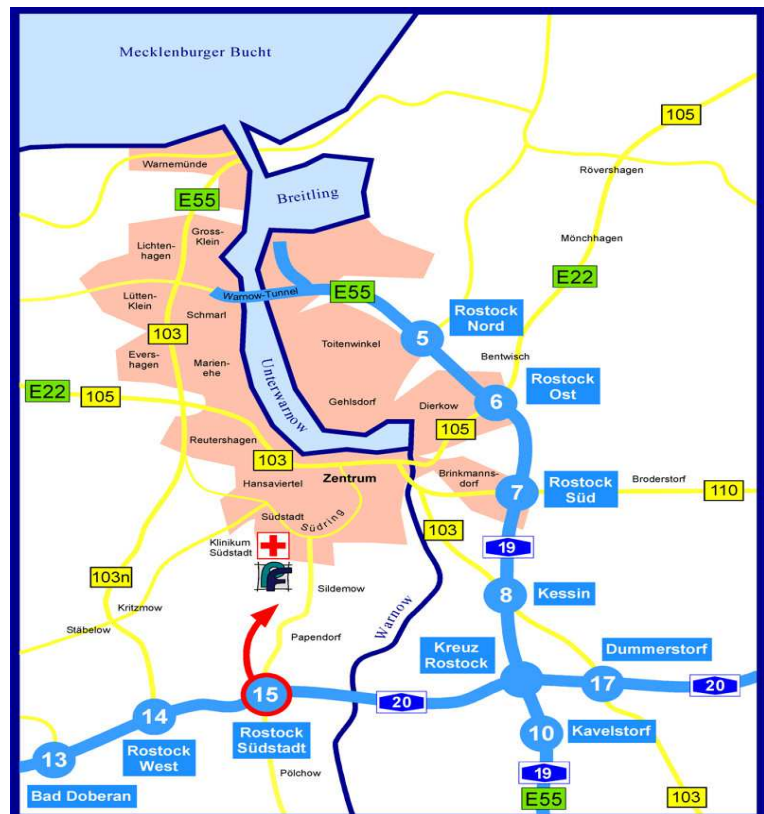 Mecklenburger Bucht
105
Warnemünde
Rövershagen
E55
Breitling
Gross-
Klein
Lichten-
hagen
Mönchhagen
E22
Warnow-Tunnel
E55
Lütten-
Klein
Schmarl
Rostock
Nord
5
103
Toitenwinkel
Evers-
hagen
Marien-
ehe
Bentwisch
Unterwarnow
Rostock
Ost
E22
105
Gehlsdorf
Dierkow
6
105
Reutershagen
103
Zentrum
Brinkmanns-
dorf
Rostock
Süd
Broderstorf
Hansaviertel
7
110
Südstadt
Südring
103
Klinikum
Südstadt
19
103n
Sildemow
8
Kessin
Kritzmow
Stäbelow
Papendorf
Warnow
Kreuz
Rostock
Dummerstorf
15
20
17
20
14
Rostock
West
Rostock
Südstadt
10
Kavelstorf
13
Pölchow
19
Bad Doberan
E55
103